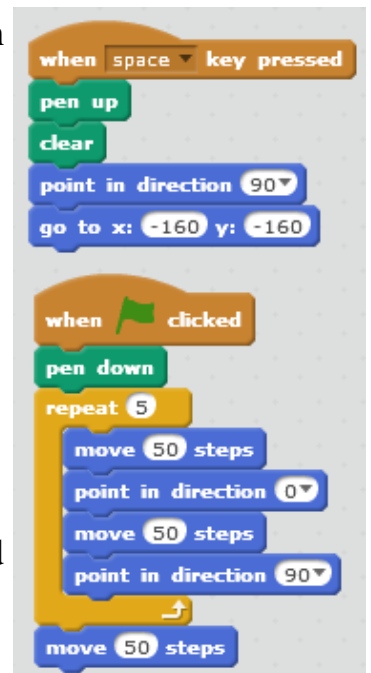 when space key pressed
pen up
clear
point in direction 90
go to x: -160 y: -160
when clicked
pen down
repeat 5
move 50 steps
point in direction 0
move 50 steps
point in direction 90
move 50 steps